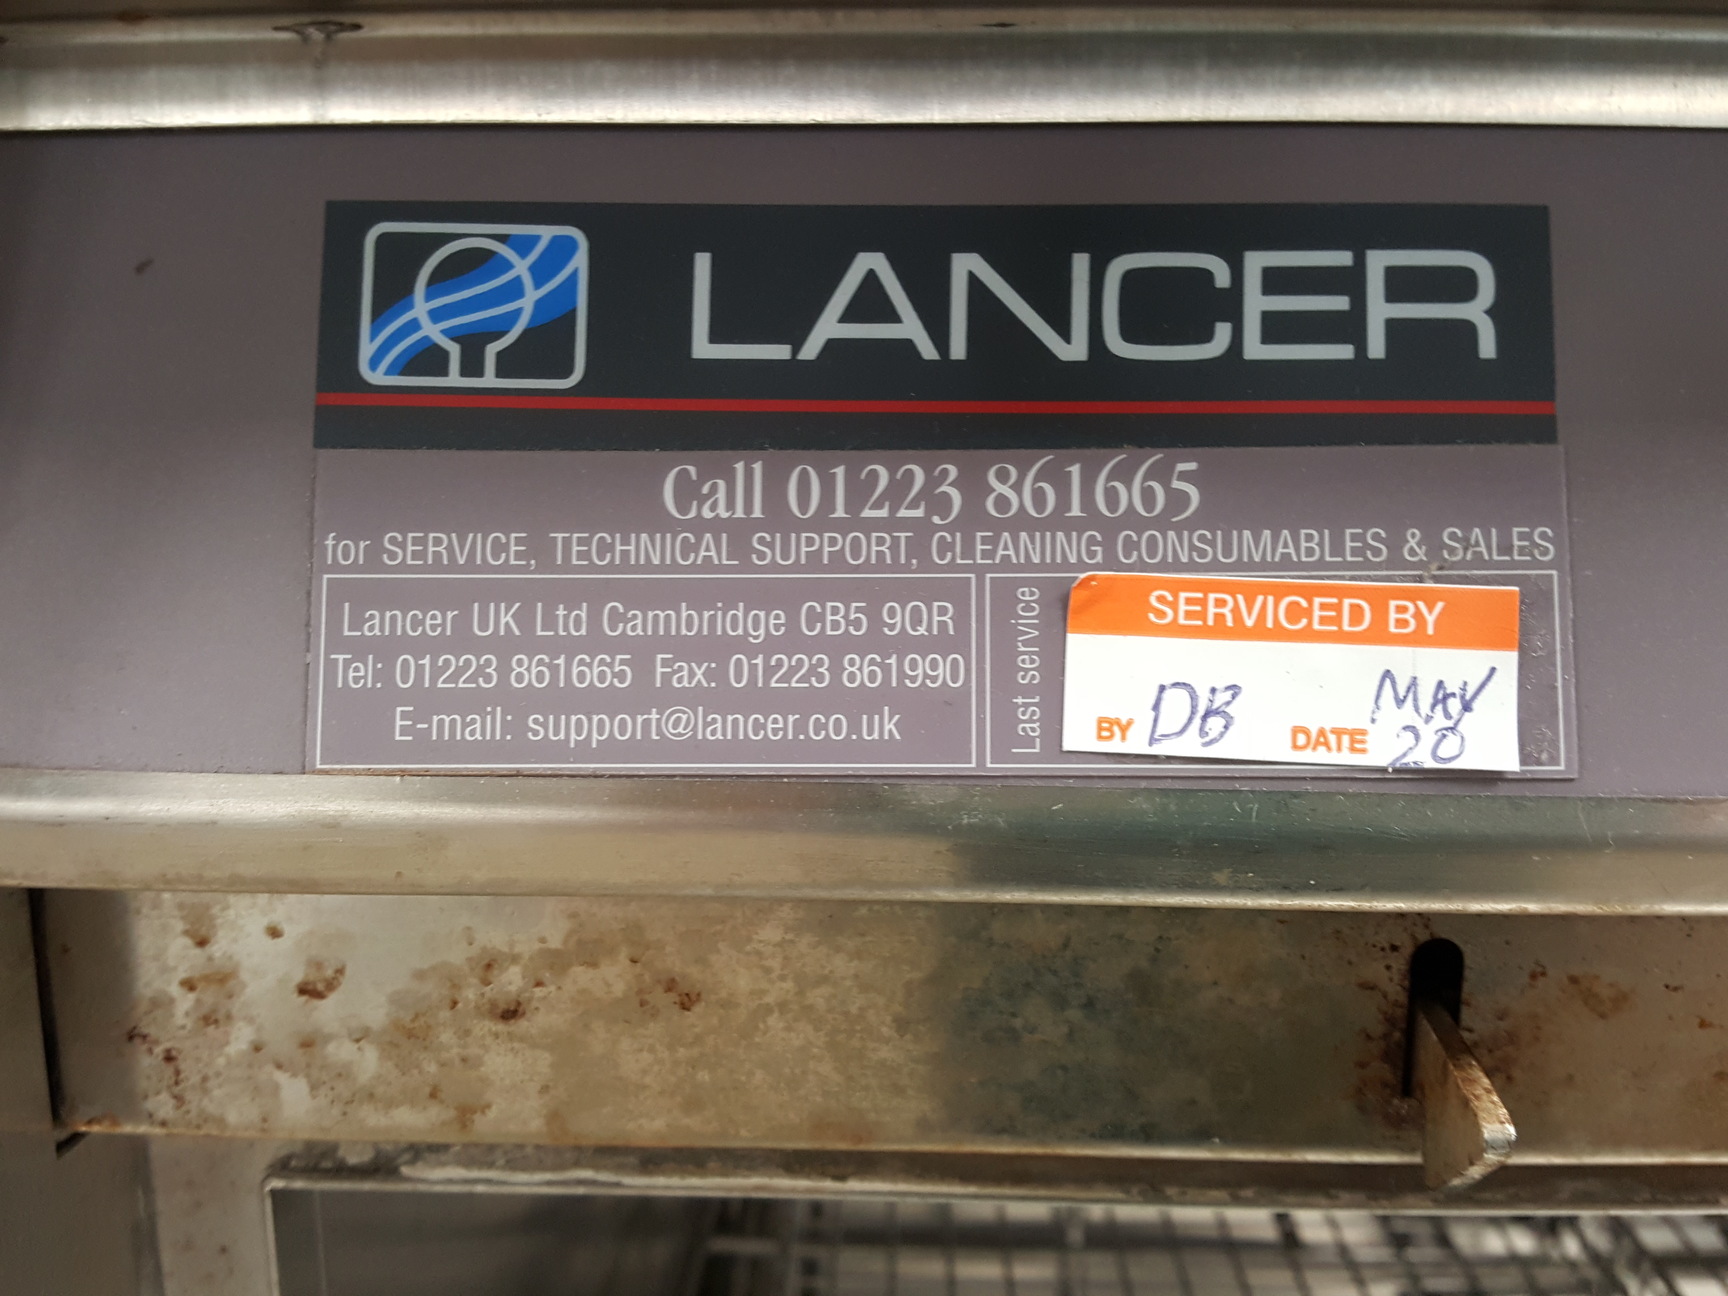 LANCER
Call 01223 861665
for SERVICE, TECHNICAL SUPPORT, CLEANING CONSUMABLES & SALES
Lancer UK Ltd Cambridge CB5 9QR
Tel: 01223 861665 Fax: 01223 861990
E-mail: support@lancer.co.uk
Last service
SERVICED BY
BY DB DATE MAY
20